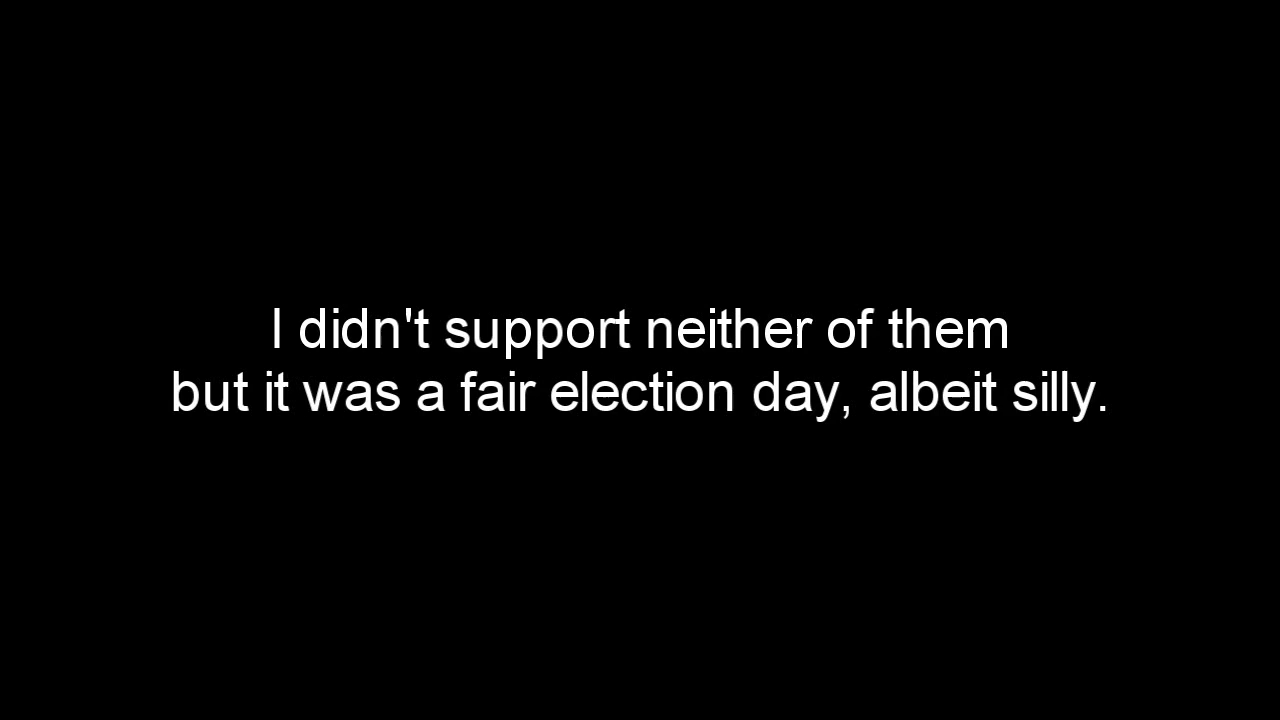 I didn't support neither of them
but it was a fair election day, albeit silly.